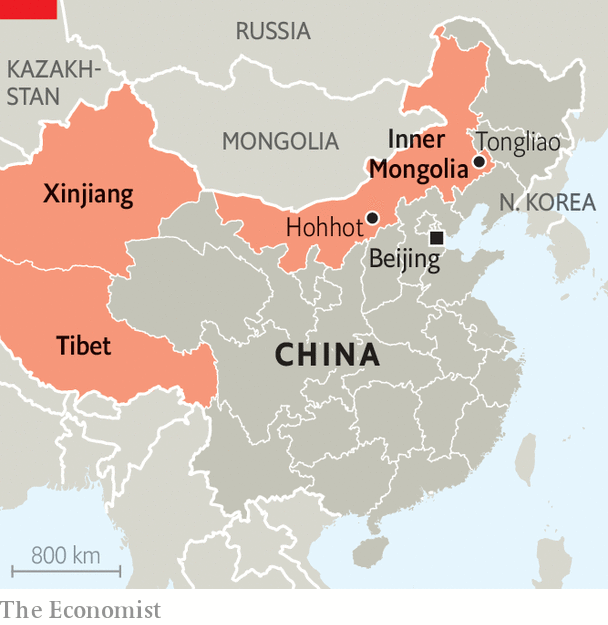 RUSSIA
KAZAKH-
STAN
MONGOLIA
Inner
Mongolia
Tongliao
Xinjiang
N. KOREA
Hohhot
Beijing
Tibet
CHINA
800 km
The Economist